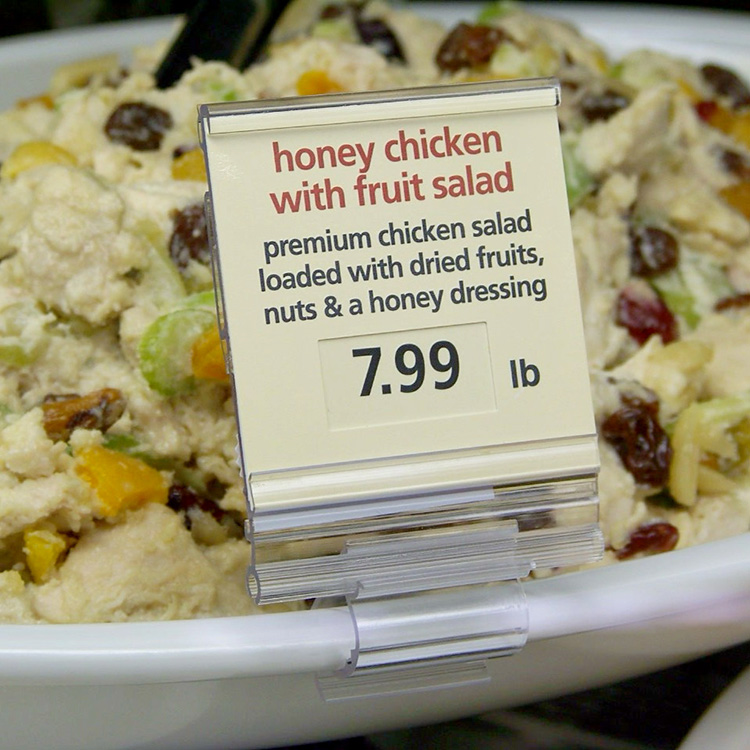 honey chicken
with fruit salad
premium chicken salad
loaded with dried fruits,
nuts & a honey dressing
7.99 lb